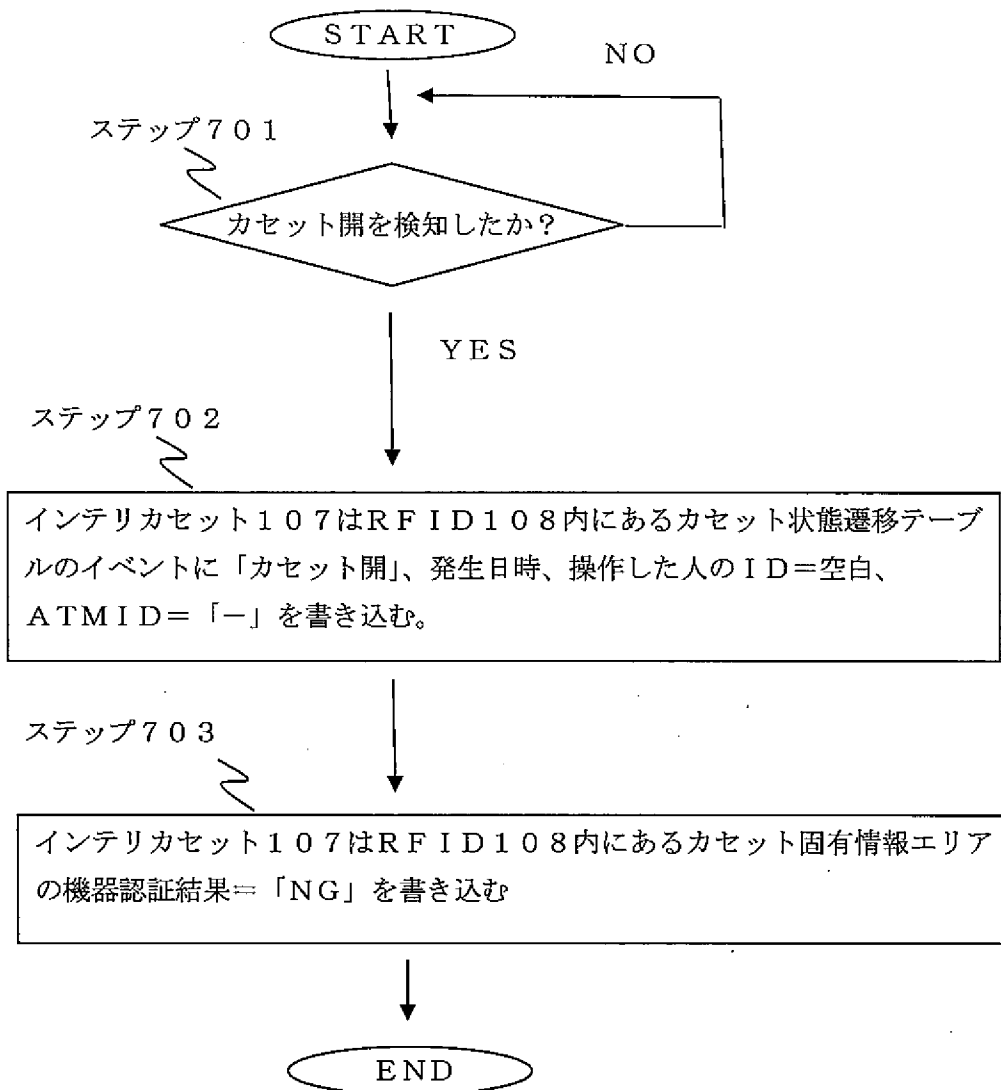 ＳＴＡＲＴ
ＮＯ
ステップ７０１
カセット開を検知したか？
ＹＥＳ
ステップ７０２
インテリカセット１０７はＲＦＩＤ１０８内にあるカセット状態遷移テーブ
ルのイベントに「カセット開」、発生日時、操作した人のＩＤ＝空白、
ＡＴＭＩＤ＝「－」を書き込む。
ステップ７０３
インテリカセット１０７はＲＦＩＤ１０８内にあるカセット固有情報エリア
の機器認証結果＝「ＮＧ」を書き込む
ＥＮＤ